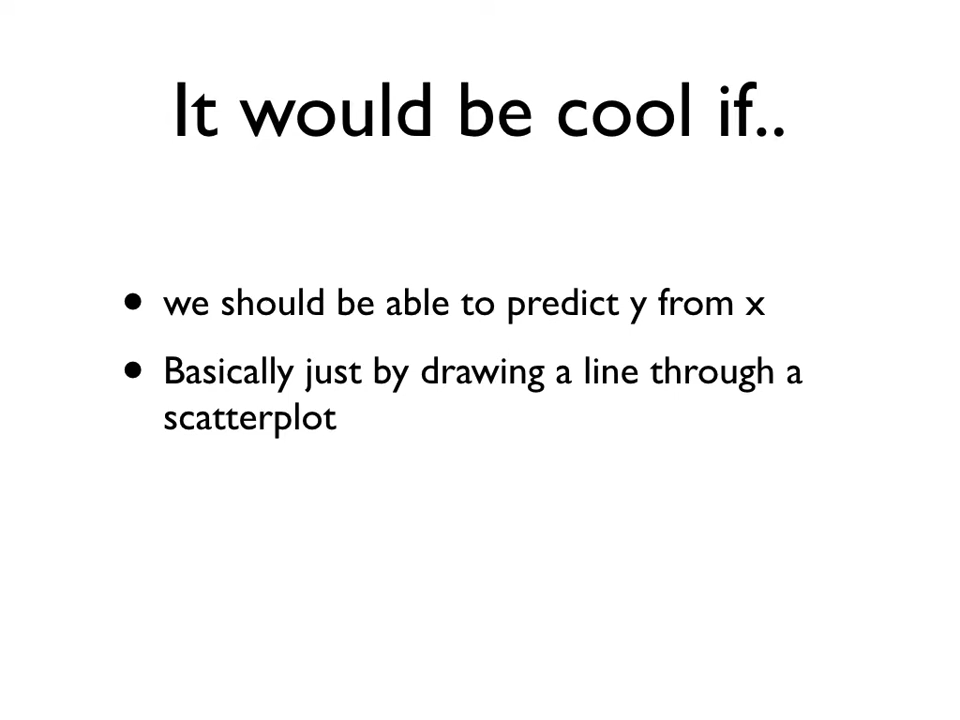 It would be cool if..
• we should be able to predict y from x
• Basically just by drawing a line through a
scatterplot